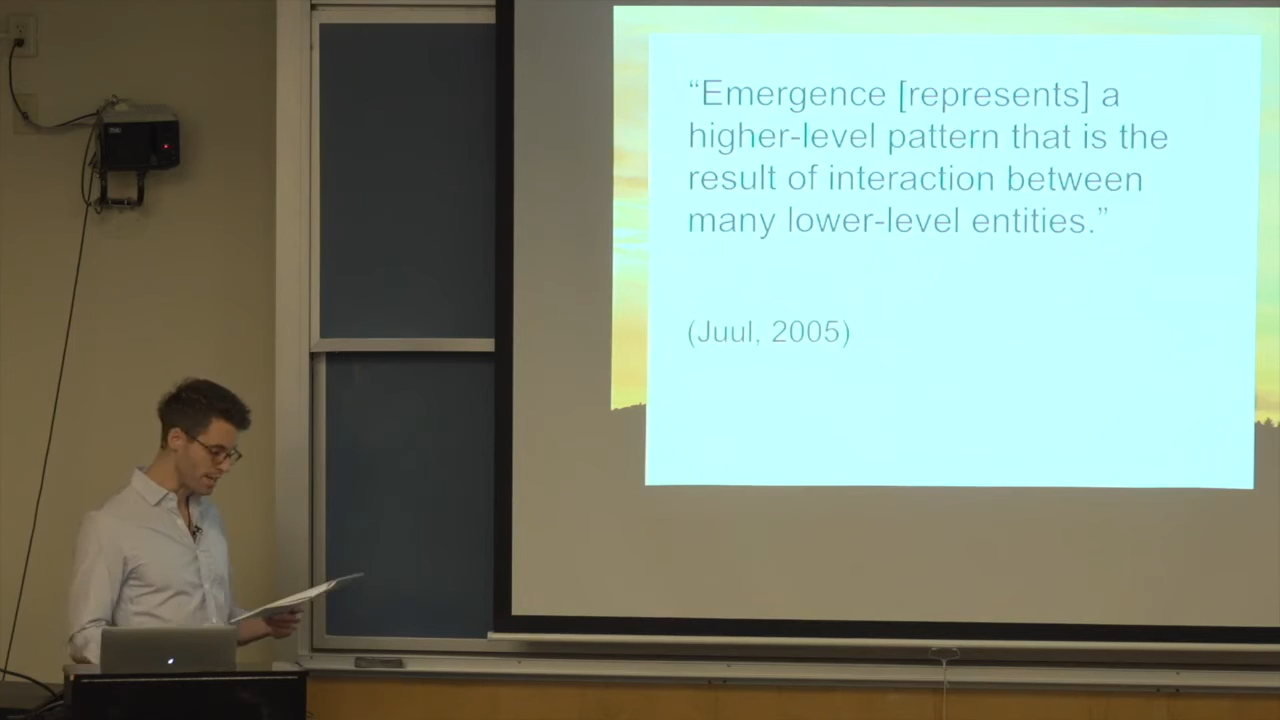 “Emergence [represents] a
higher-level pattern that is the
result of interaction between
many lower-level entities.”
(Juul, 2005)